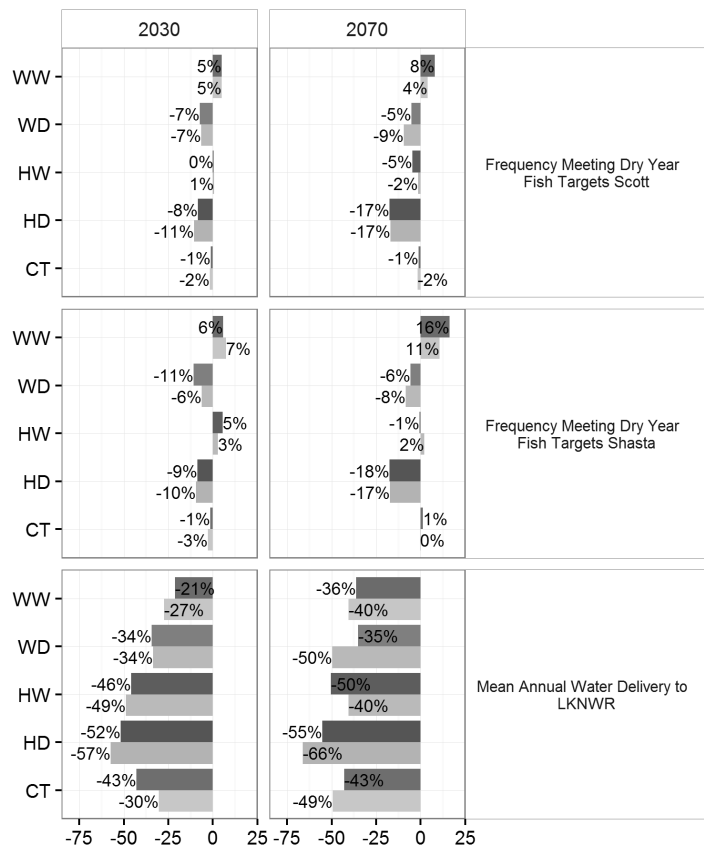 2030 2070
WW 5% 8%
5% 4%
WD -7% -5%
-7% -9%
HW 0% -5%
1% -2%
HD -8% -17%
-11% -17%
CT -1% -1%
-2% -2%
Frequency Meeting Dry Year
Fish Targets Scott
WW 6% 16%
7% 11%
WD -11% -6%
-6% -8%
HW 5% -1%
3% 2%
HD -9% -18%
-10% -17%
CT -1% 1%
-3% 0%
Frequency Meeting Dry Year
Fish Targets Shasta
WW -21% -36%
-27% -40%
WD -34% -35%
-34% -50%
HW -46% -50%
-49% -40%
HD -52% -55%
-57% -66%
CT -43% -43%
-30% -49%
Mean Annual Water Delivery to
LKNWR
-75 -50 -25 0 25 -75 -50 -25 0 25